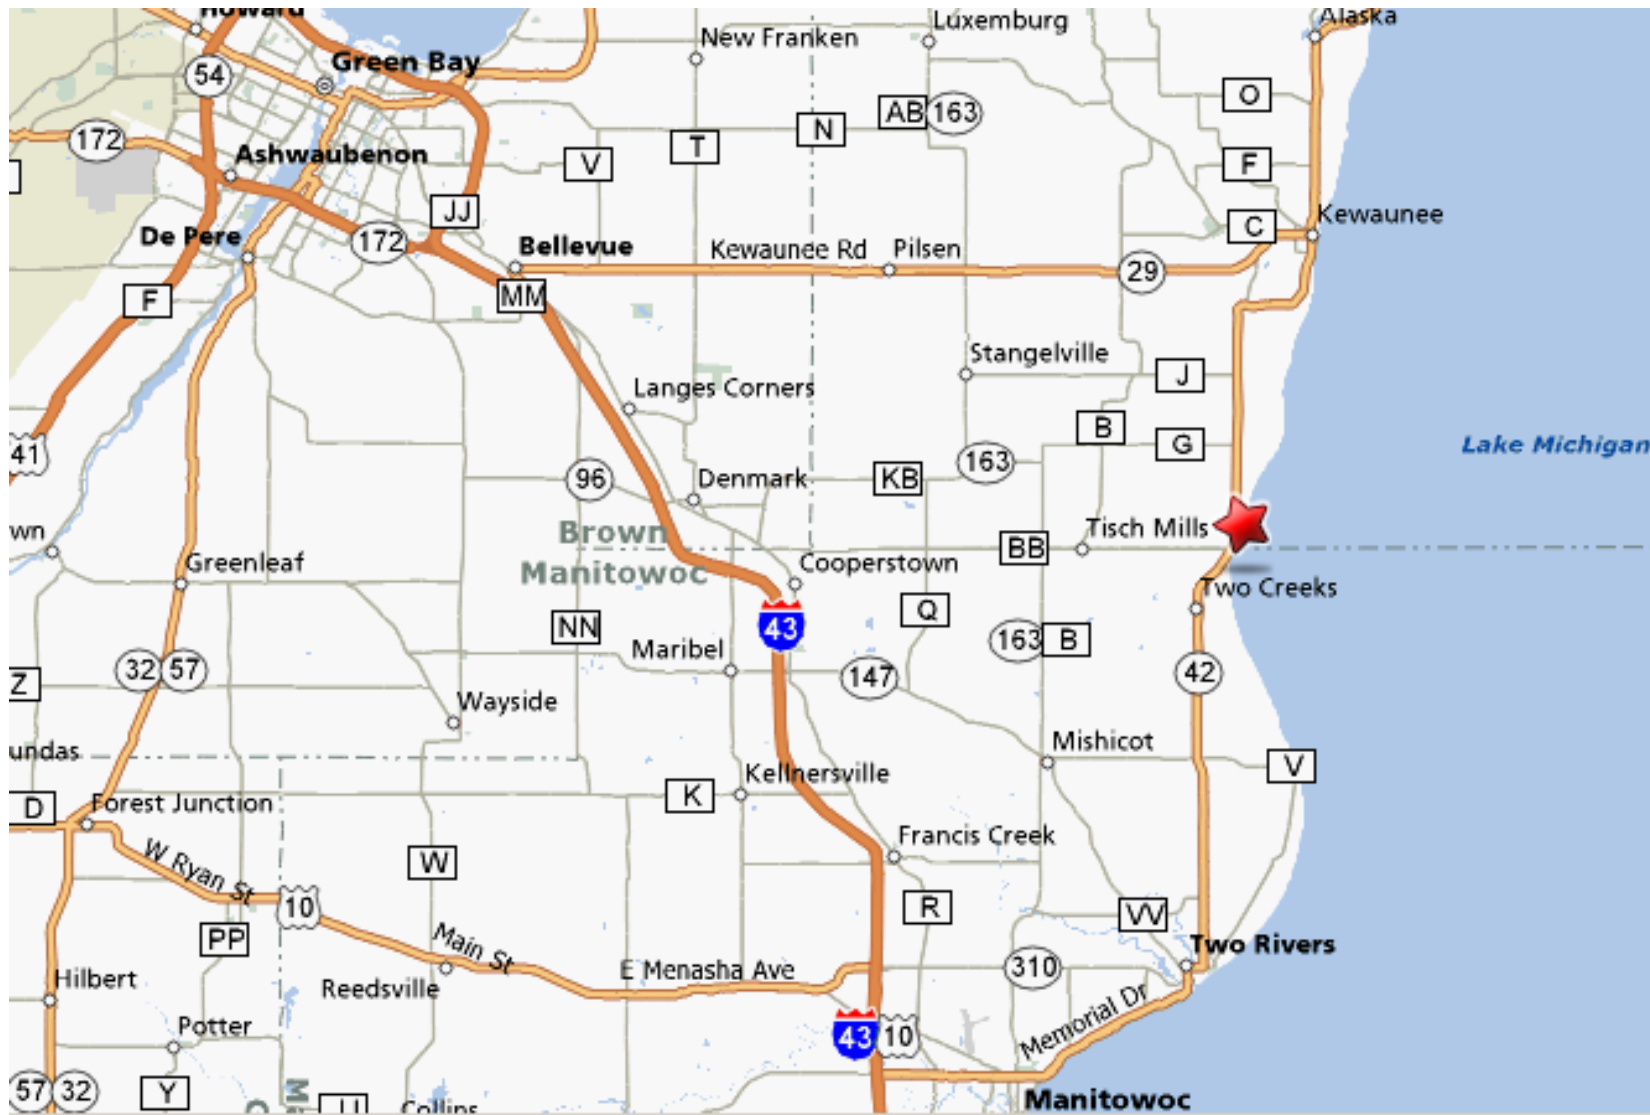 Howard
Alaska
Luxemburg
New Franken
Green Bay
54
O
AB
163
N
172
T
Ashwaubenon
V
F
JJ
Kewaunee
C
De Pere
172
Bellevue
Kewaunee Rd
Pilsen
29
F
MM
Stangelville
J
Langes Corners
B
G
Lake Michigan
41
163
96
Denmark
KB
Tisch Mills
Brown
BB
Manitowoc
Greenleaf
Cooperstown
Two Creeks
Q
NN
43
163
B
Maribel
32
57
147
42
Z
Wayside
Mishicot
V
Kellnersville
K
D
Forest Junction
Francis Creek
W Ryan St
W
10
R
VV
PP
Main St
Two Rivers
E Menasha Ave
310
Hilbert
Reedsville
Memorial Dr
Potter
43
10
57
32
Y
Collins
Manitowoc